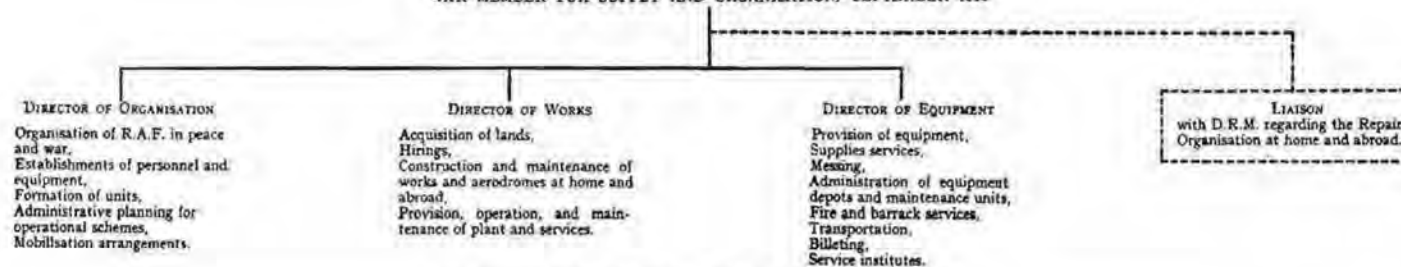 DIRECTOR OF ORGANISATION
Organisation of R.A.F. in peace
and war,
Establishments of personnel and
equipment,
Formation of units,
Administrative planning for
operational schemes,
Mobilisation arrangements.
DIRECTOR OF WORKS
Acquisition of lands,
Hirings,
Construction and maintenance of
works and aerodromes at home and
abroad,
Provision, operation, and main-
tenance of plant and services.
DIRECTOR OF EQUIPMENT
Provision of equipment,
Supplies services,
Messing,
Administration of equipment
depots and maintenance units,
Fire and barrack services,
Transportation,
Billeting,
Service institutes.
LIAISON
with D.R.M. regarding the Repair
Organisation at home and abroad.